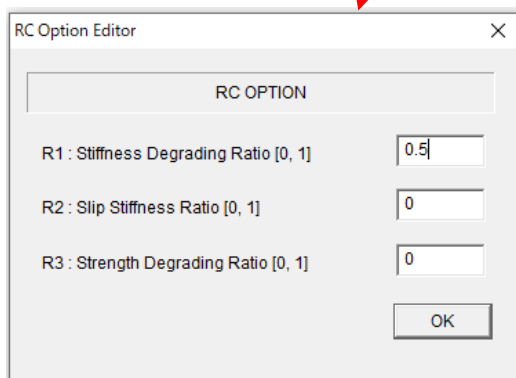 RC Option Editor
RC OPTION
R1 : Stiffness Degrading Ratio [0, 1] 0.5
R2 : Slip Stiffness Ratio [0, 1] 0
R3 : Strength Degrading Ratio [0, 1] 0
OK